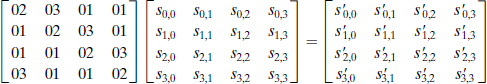 [02 03 01 01] [s0,0 s0,1 s0,2 s0,3] [s′0,0 s′0,1 s′0,2 s′0,3]
[01 02 03 01] [s1,0 s1,1 s1,2 s1,3] = [s′1,0 s′1,1 s′1,2 s′1,3]
[01 01 02 03] [s2,0 s2,1 s2,2 s2,3] [s′2,0 s′2,1 s′2,2 s′2,3]
[03 01 01 02] [s3,0 s3,1 s3,2 s3,3] [s′3,0 s′3,1 s′3,2 s′3,3]